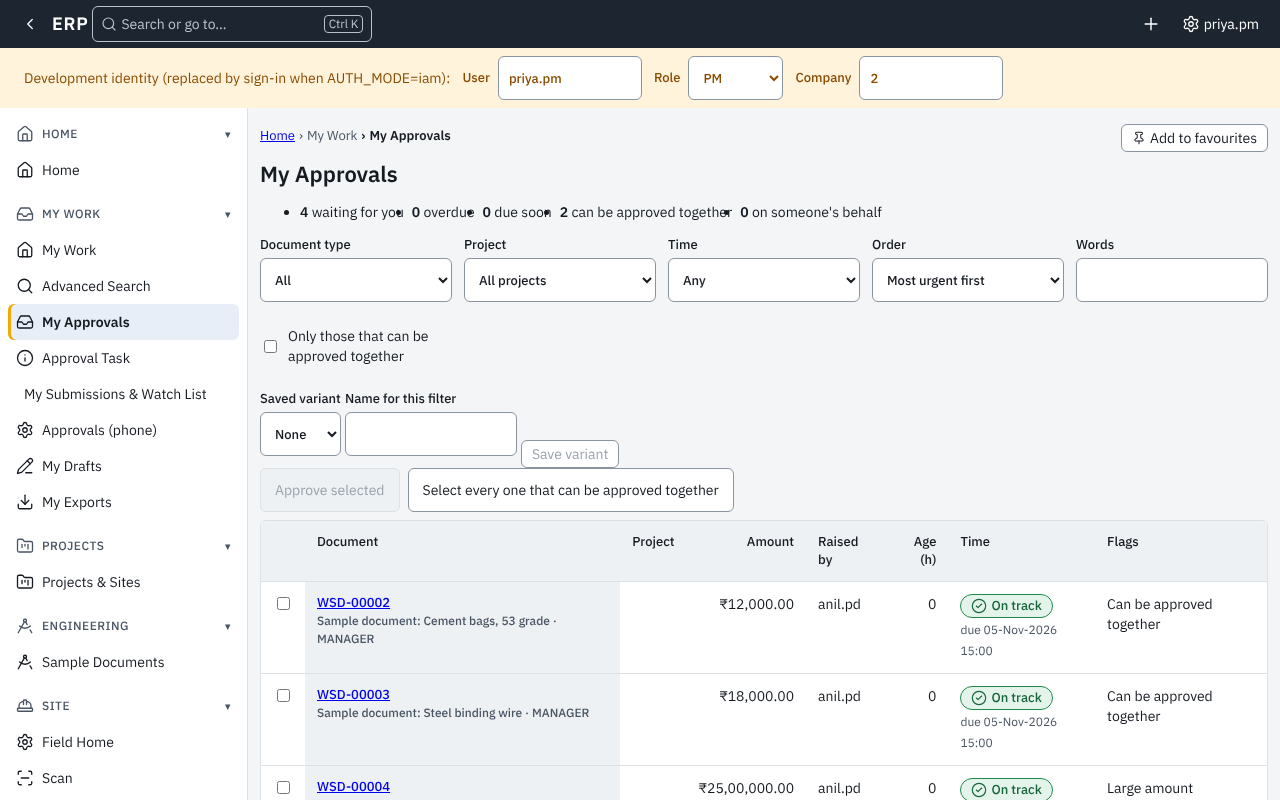 ERP
Search or go to...
Ctrl K
priya.pm
Development identity (replaced by sign-in when AUTH_MODE=iam):
User
priya.pm
Role
PM
Company
2
HOME
Home
MY WORK
My Work
Advanced Search
My Approvals
Approval Task
My Submissions & Watch List
Approvals (phone)
My Drafts
My Exports
PROJECTS
Projects & Sites
ENGINEERING
Sample Documents
SITE
Field Home
Scan
Home › My Work › My Approvals
Add to favourites
My Approvals
• 4 waiting for you • 0 overdue • 0 due soon • 2 can be approved together • 0 on someone's behalf
Document type
All
Project
All projects
Time
Any
Order
Most urgent first
Words
Only those that can be
approved together
Saved variant
None
Name for this filter
Save variant
Approve selected
Select every one that can be approved together
Document Project Amount Raised by Age (h) Time Flags
WSD-00002
Sample document: Cement bags, 53 grade ·
MANAGER
₹12,000.00
anil.pd
0
On track
due 05-Nov-2026
15:00
Can be approved
together
WSD-00003
Sample document: Steel binding wire · MANAGER
₹18,000.00
anil.pd
0
On track
due 05-Nov-2026
15:00
Can be approved
together
WSD-00004
₹25,00,000.00
anil.pd
0
On track
Large amount